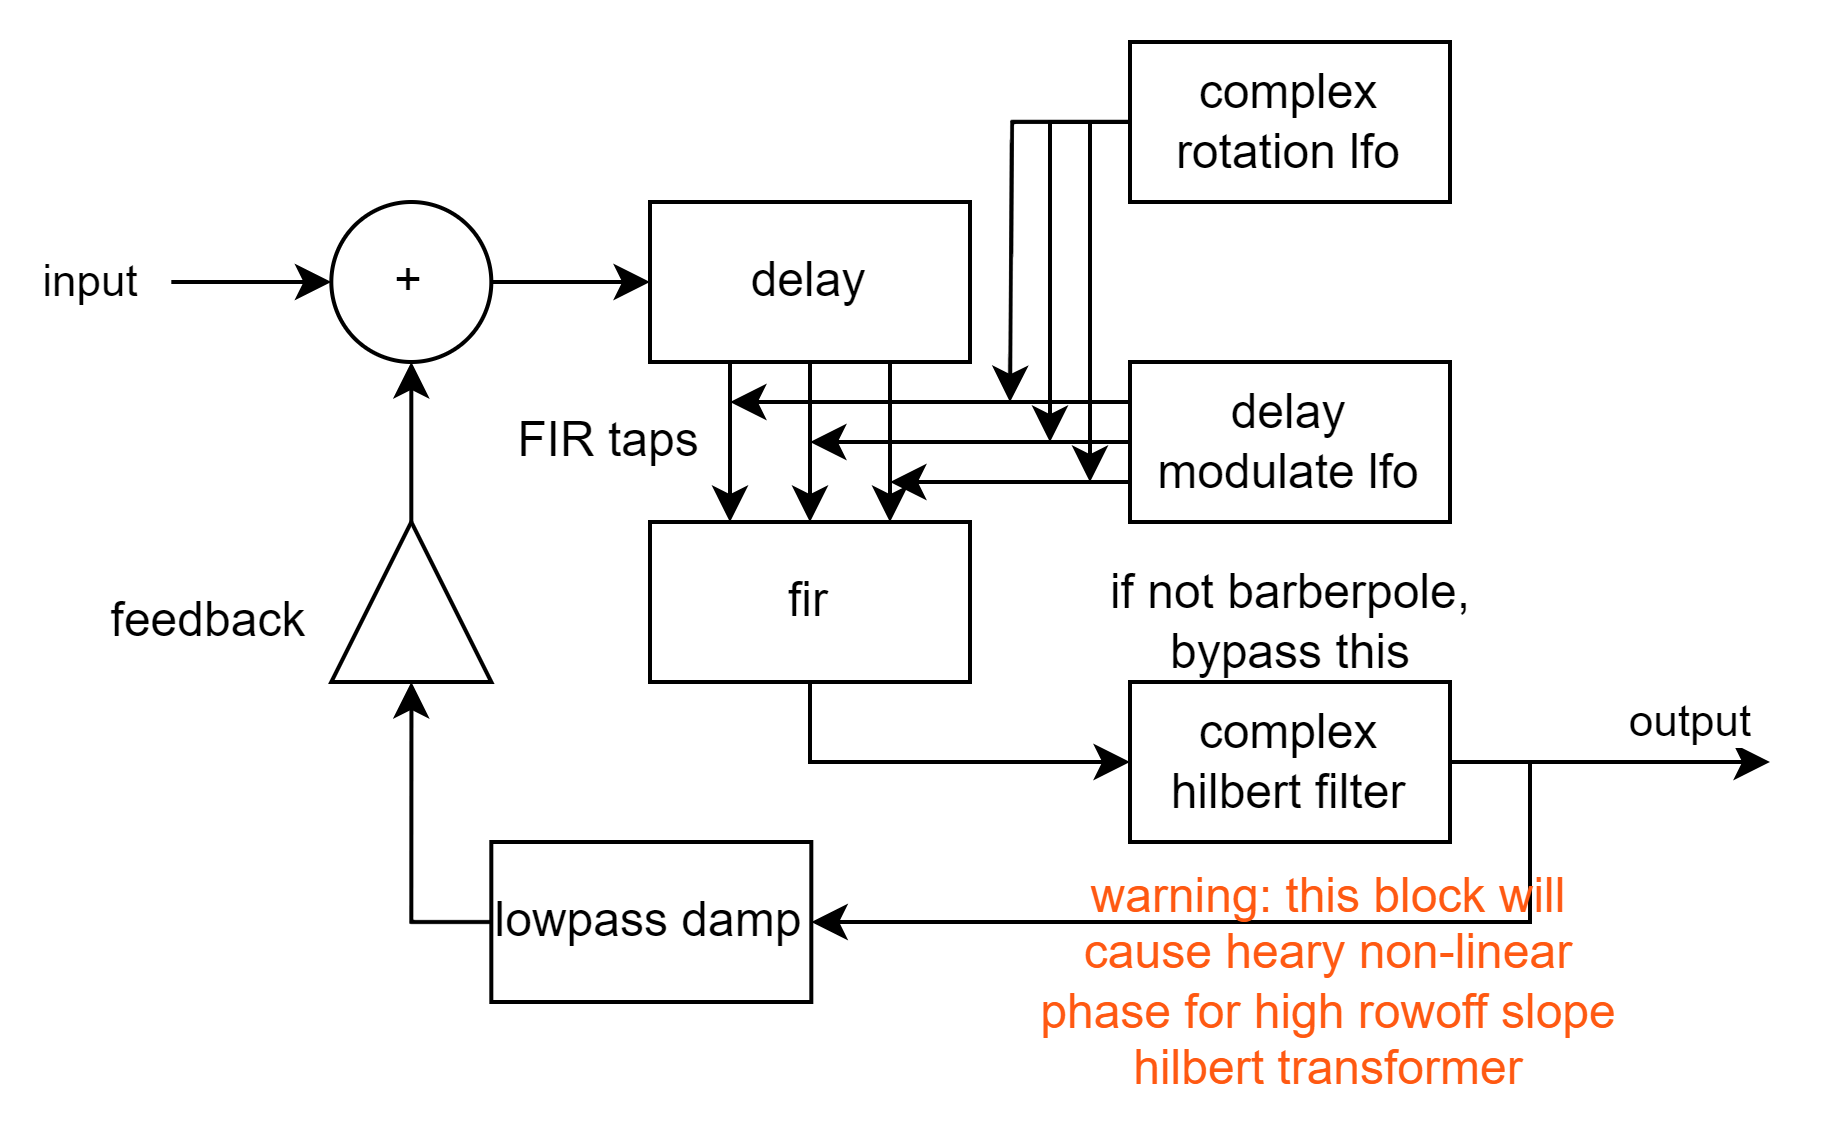 complex
rotation lfo
input
+
delay
delay
modulate lfo
FIR taps
fir
if not barberpole,
bypass this
feedback
complex
hilbert filter
output
lowpass damp
warning: this block will
cause heary non-linear
phase for high rowoff slope
hilbert transformer